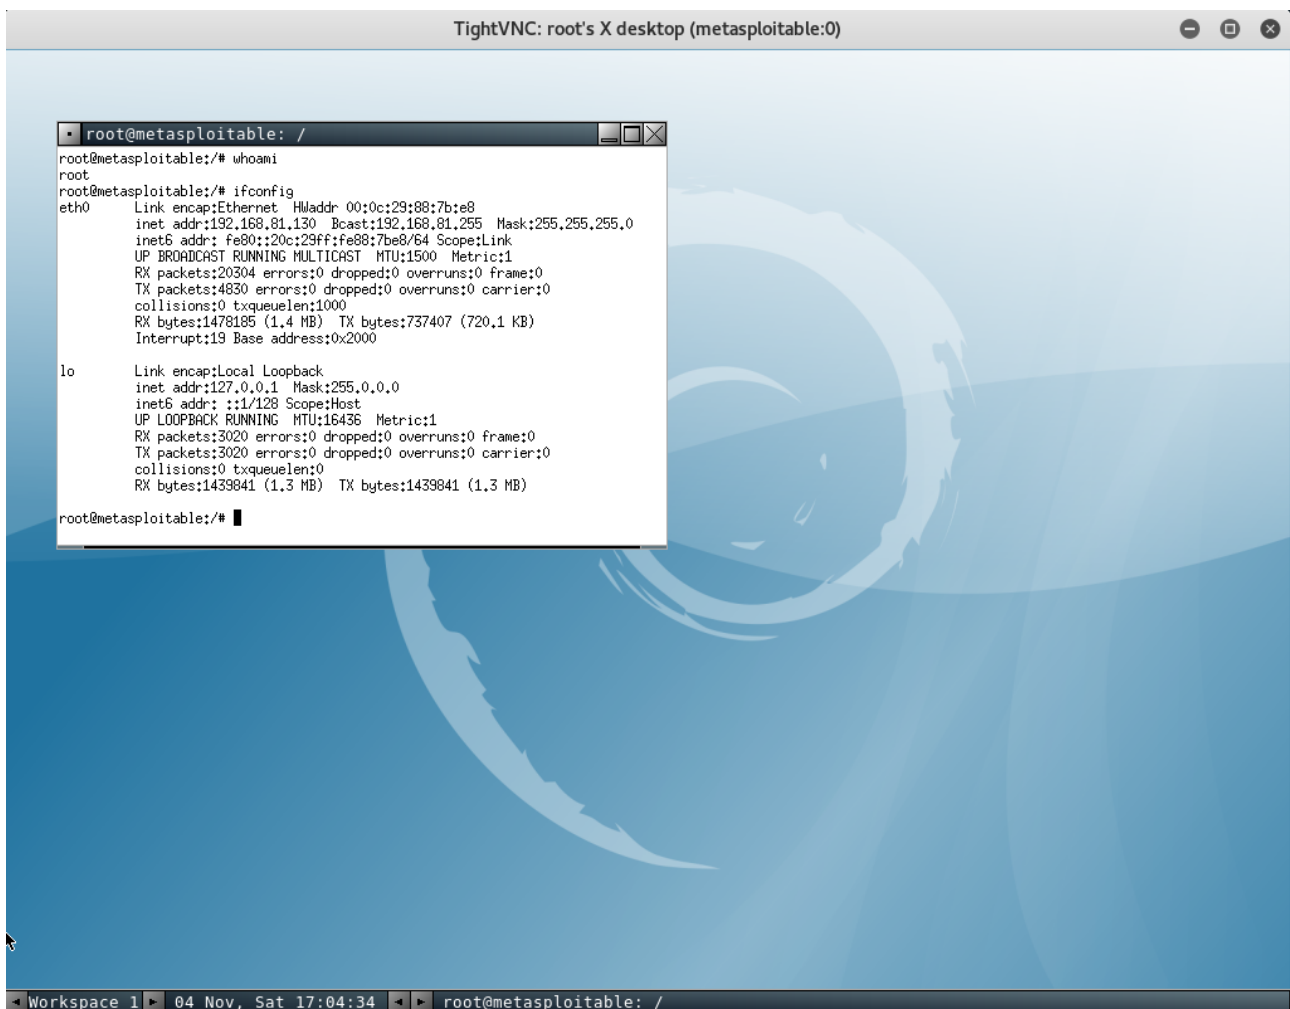 TightVNC: root's X desktop (metasploitable:0)
root@metasploitable: /
root@metasploitable:/# whoami
root
root@metasploitable:/# ifconfig
eth0      Link encap:Ethernet  HWaddr 00:0c:29:88:7b:e8
          inet addr:192.168.81.130  Bcast:192.168.81.255  Mask:255.255.255.0
          inet6 addr: fe80::20c:29ff:fe88:7be8/64 Scope:Link
          UP BROADCAST RUNNING MULTICAST  MTU:1500  Metric:1
          RX packets:20304 errors:0 dropped:0 overruns:0 frame:0
          TX packets:4830 errors:0 dropped:0 overruns:0 carrier:0
          collisions:0 txqueuelen:1000
          RX bytes:1478185 (1.4 MB)  TX bytes:737407 (720.1 KB)
          Interrupt:19 Base address:0x2000
lo        Link encap:Local Loopback
          inet addr:127.0.0.1  Mask:255.0.0.0
          inet6 addr: ::1/128 Scope:Host
          UP LOOPBACK RUNNING  MTU:16436  Metric:1
          RX packets:3020 errors:0 dropped:0 overruns:0 frame:0
          TX packets:3020 errors:0 dropped:0 overruns:0 carrier:0
          collisions:0 txqueuelen:0
          RX bytes:1439841 (1.3 MB)  TX bytes:1439841 (1.3 MB)
root@metasploitable:/#
Workspace 1 04 Nov, Sat 17:04:34 root@metasploitable: /